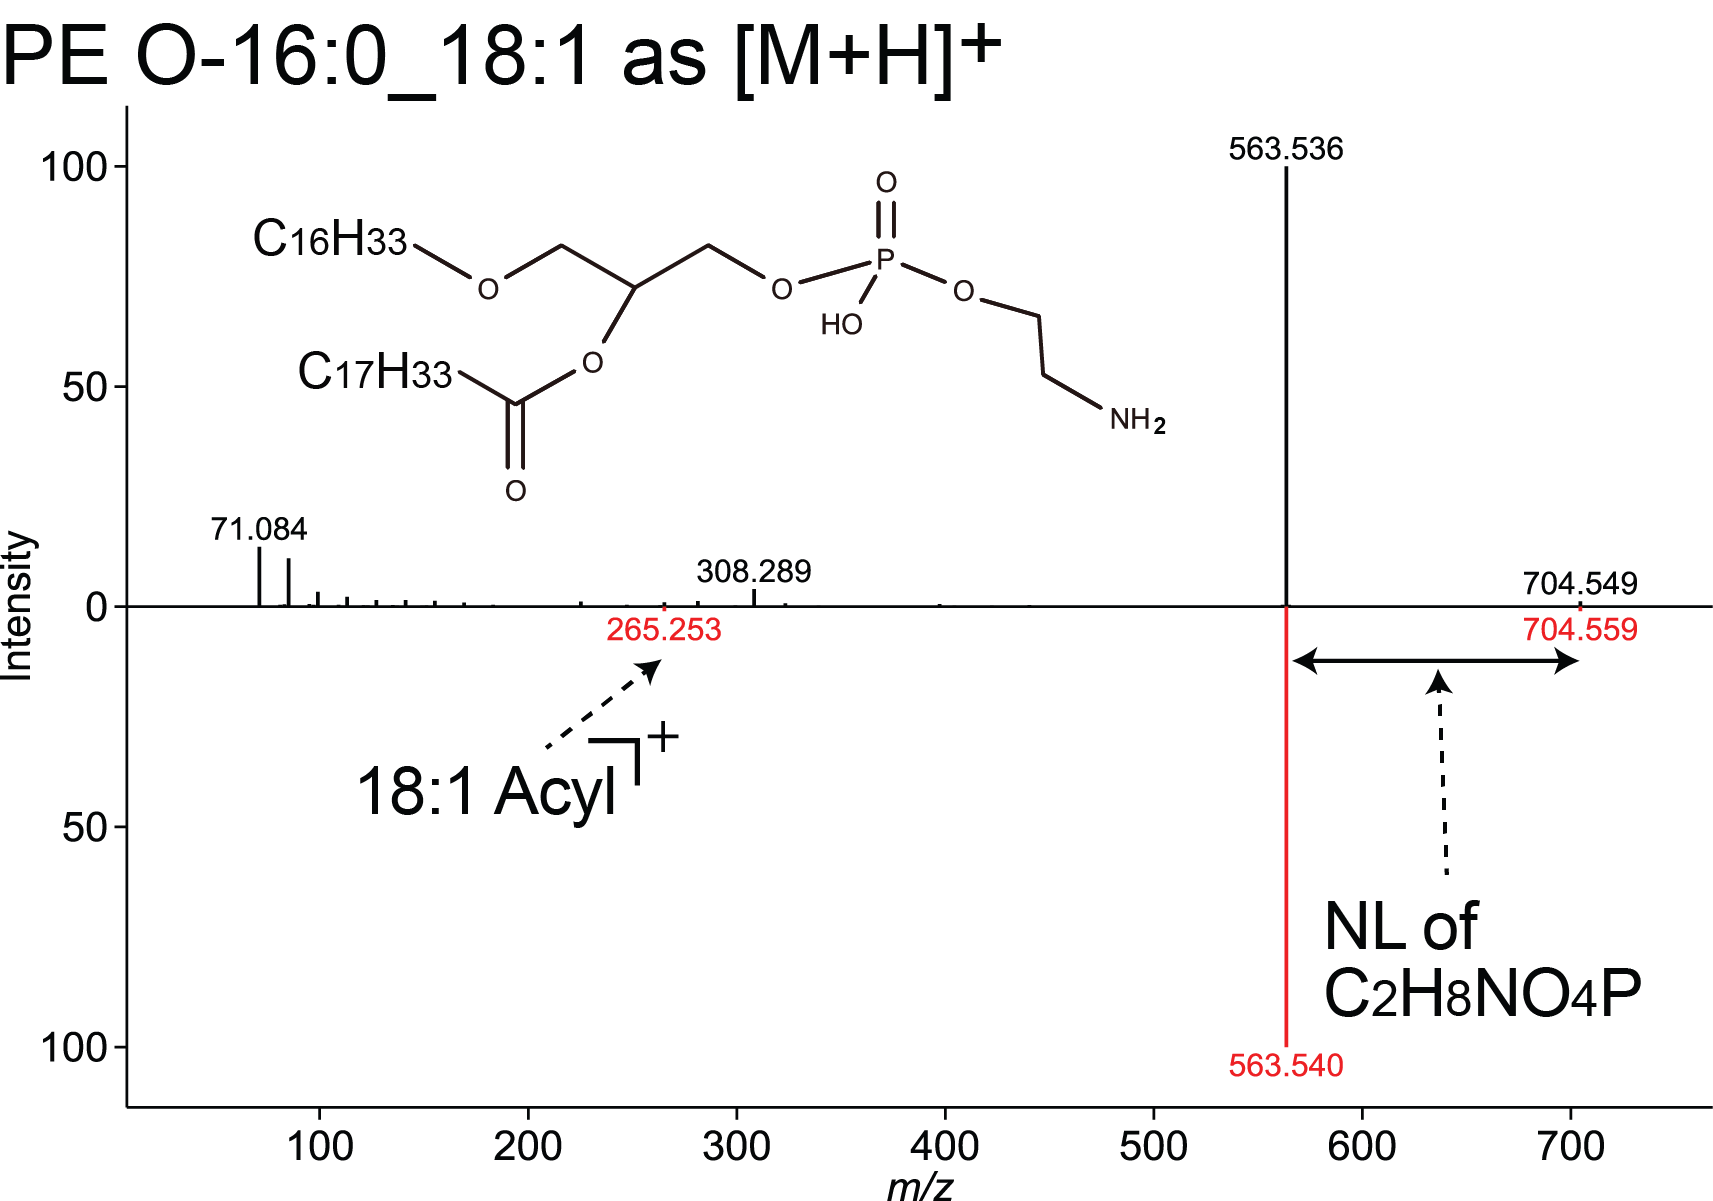 PE O-16:0_18:1 as [M+H]+
100
563.536
O
C16H33
P
O
O
O
HO
C17H33
O
50
NH2
O
71.084
308.289
704.549
0
265.253
704.559
Intensity
18:1 Acyl
+
50
NL of
C2H8NO4P
100
563.540
100
200
300
400
500
600
700
m/z